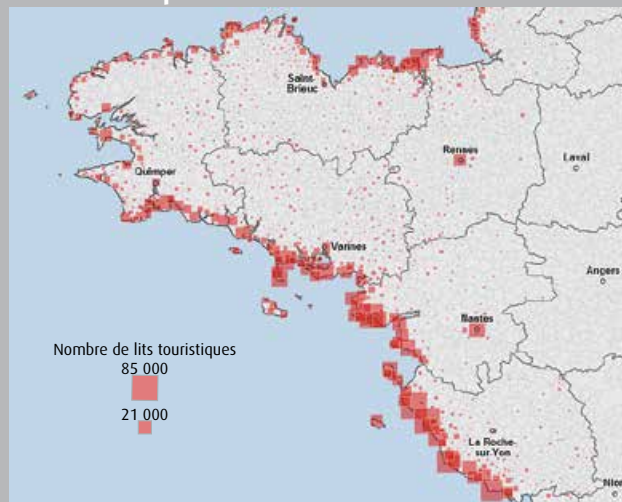 Saint
Brieuc
Rennes
Laval
Quimper
Vannes
Angers
Nantes
Nombre de lits touristiques
85 000
21 000
La Roche-
sur-Yon
Nio